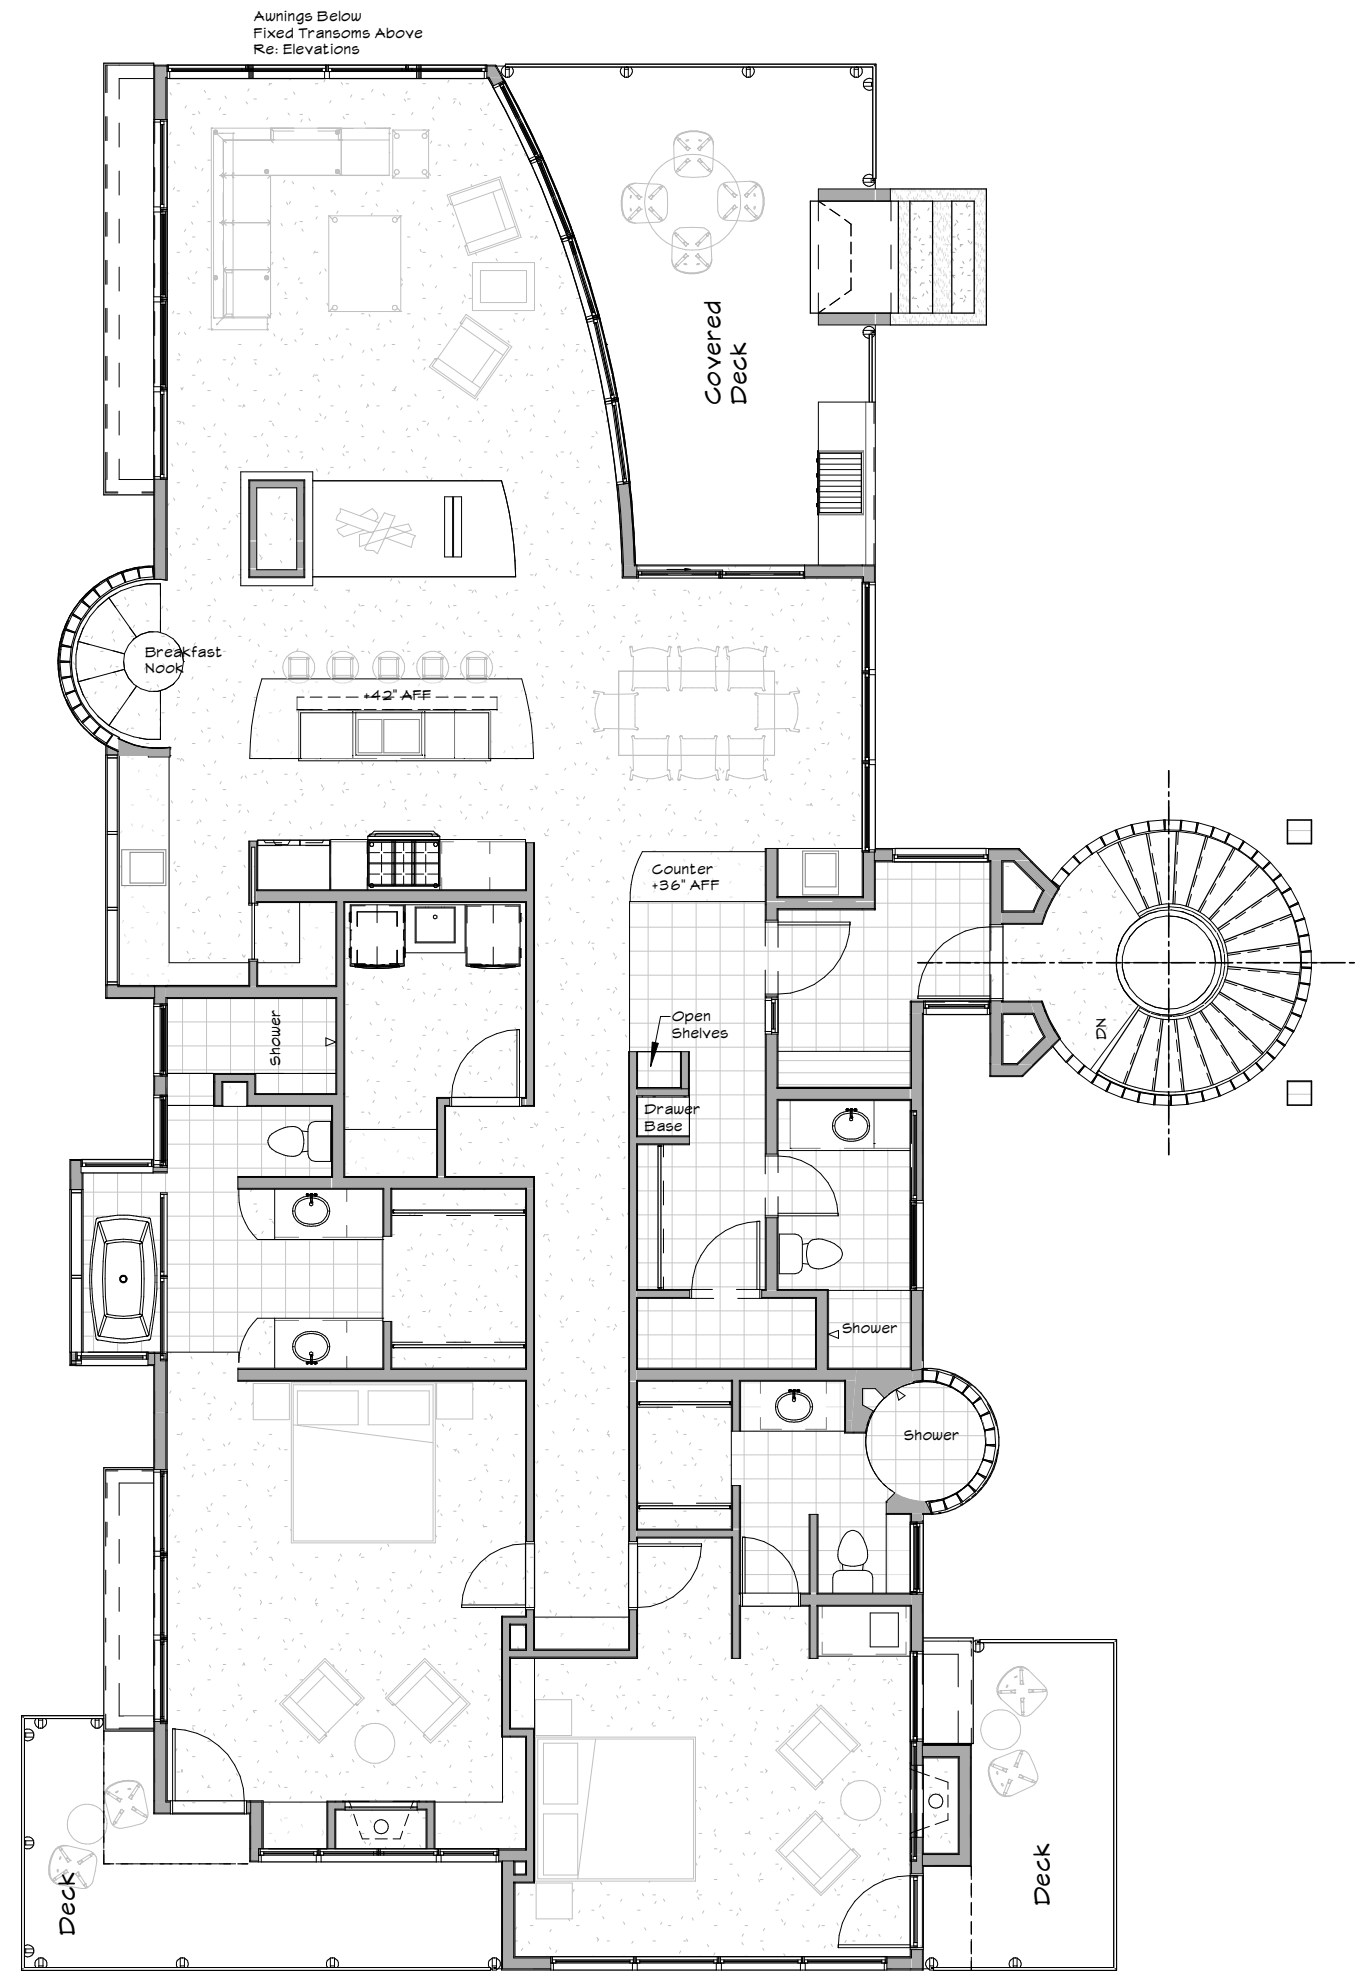 Awnings Below
Fixed Transoms Above
Re: Elevations
Covered
Deck
Breakfast
Nook
+42" AFF
Counter
+36" AFF
Open
Shelves
Shower
DN
Drawer
Base
Shower
Shower
Deck
Deck